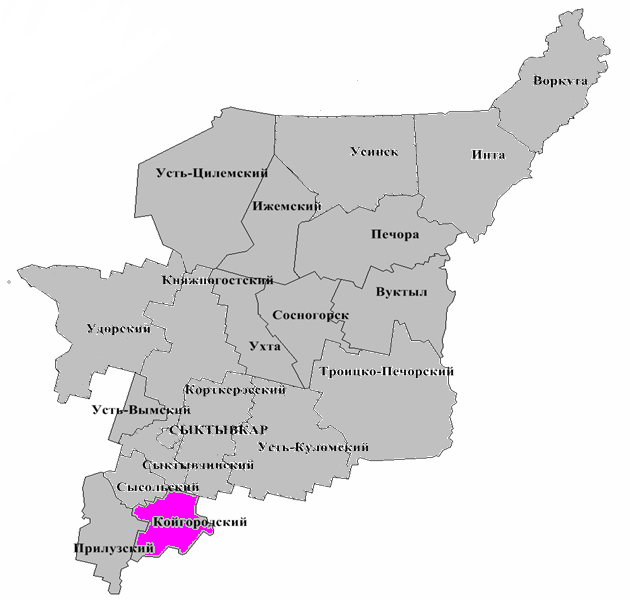 Воркута
Усинск
Инта
Усть-Цилемский
Ижемский
Печора
Княжпогостский
Вуктыл
Сосногорск
Удорский
Ухта
Троицко-Печорский
Корткеросский
Усть-Вымский
СЫКТЫВКАР
Усть-Куломский
Сыктывдинский
Сысольский
Койгородский
Прилузский